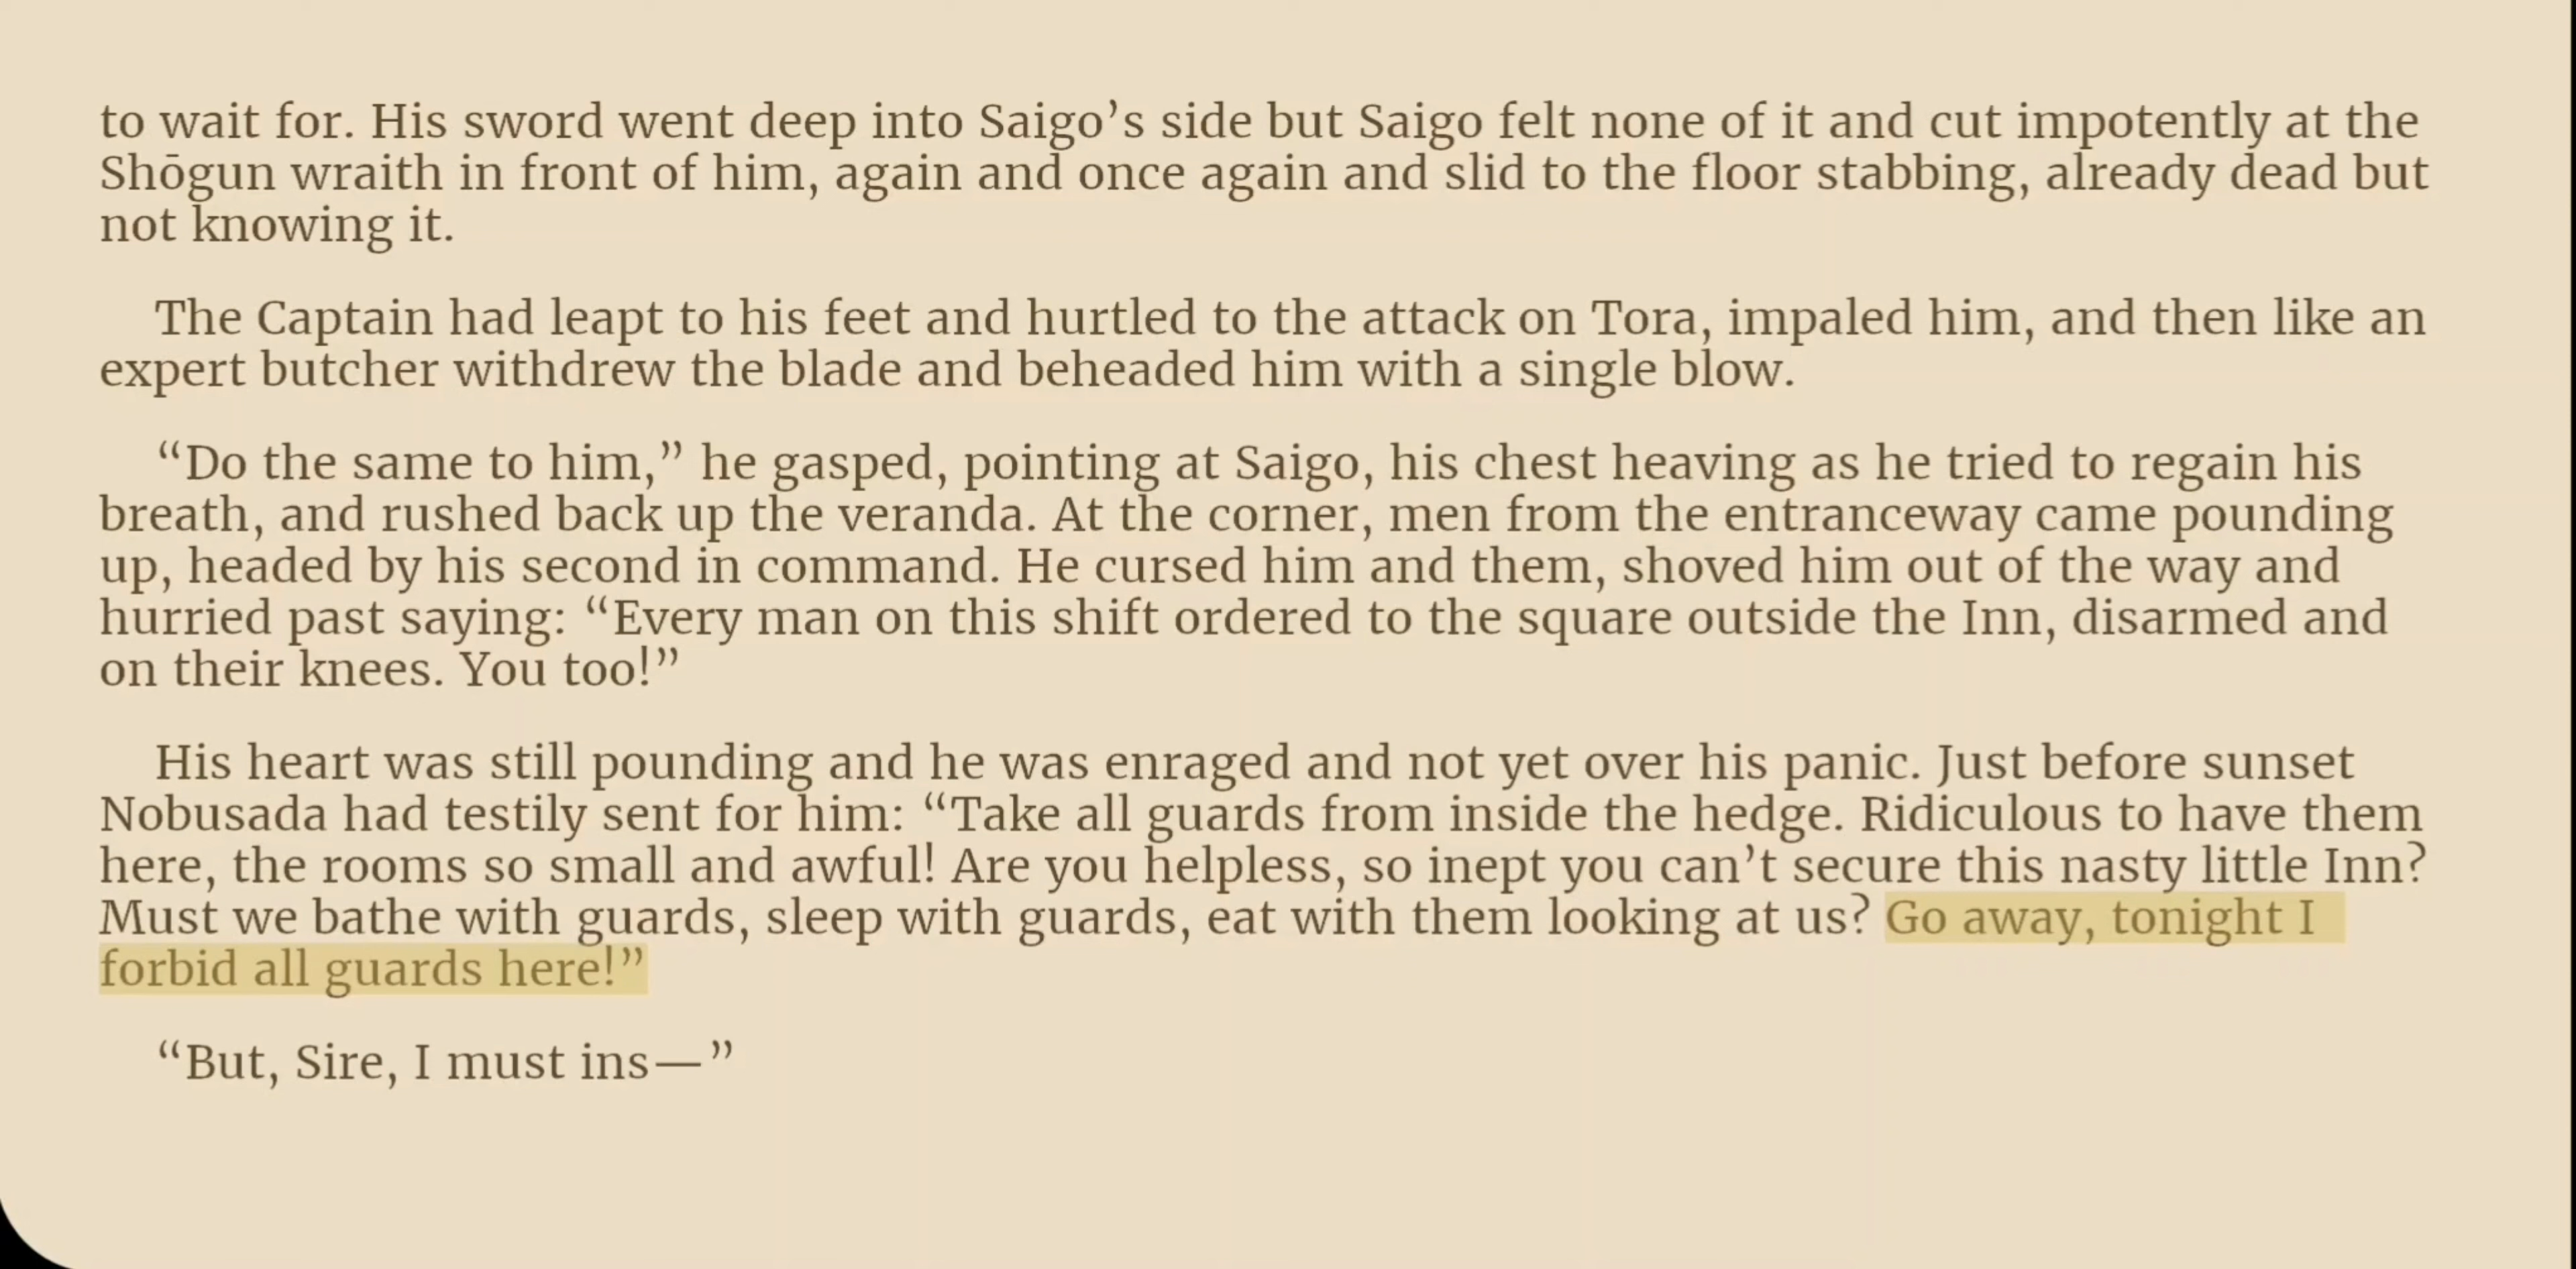 to wait for. His sword went deep into Saigo’s side but Saigo felt none of it and cut impotently at the
Shōgun wraith in front of him, again and once again and slid to the floor stabbing, already dead but
not knowing it.
The Captain had leapt to his feet and hurtled to the attack on Tora, impaled him, and then like an
expert butcher withdrew the blade and beheaded him with a single blow.
“Do the same to him,” he gasped, pointing at Saigo, his chest heaving as he tried to regain his
breath, and rushed back up the veranda. At the corner, men from the entranceway came pounding
up, headed by his second in command. He cursed him and them, shoved him out of the way and
hurried past saying: “Every man on this shift ordered to the square outside the Inn, disarmed and
on their knees. You too!”
His heart was still pounding and he was enraged and not yet over his panic. Just before sunset
Nobusada had testily sent for him: “Take all guards from inside the hedge. Ridiculous to have them
here, the rooms so small and awful! Are you helpless, so inept you can’t secure this nasty little Inn?
Must we bathe with guards, sleep with guards, eat with them looking at us? Go away, tonight I
forbid all guards here!”
“But, Sire, I must ins—”